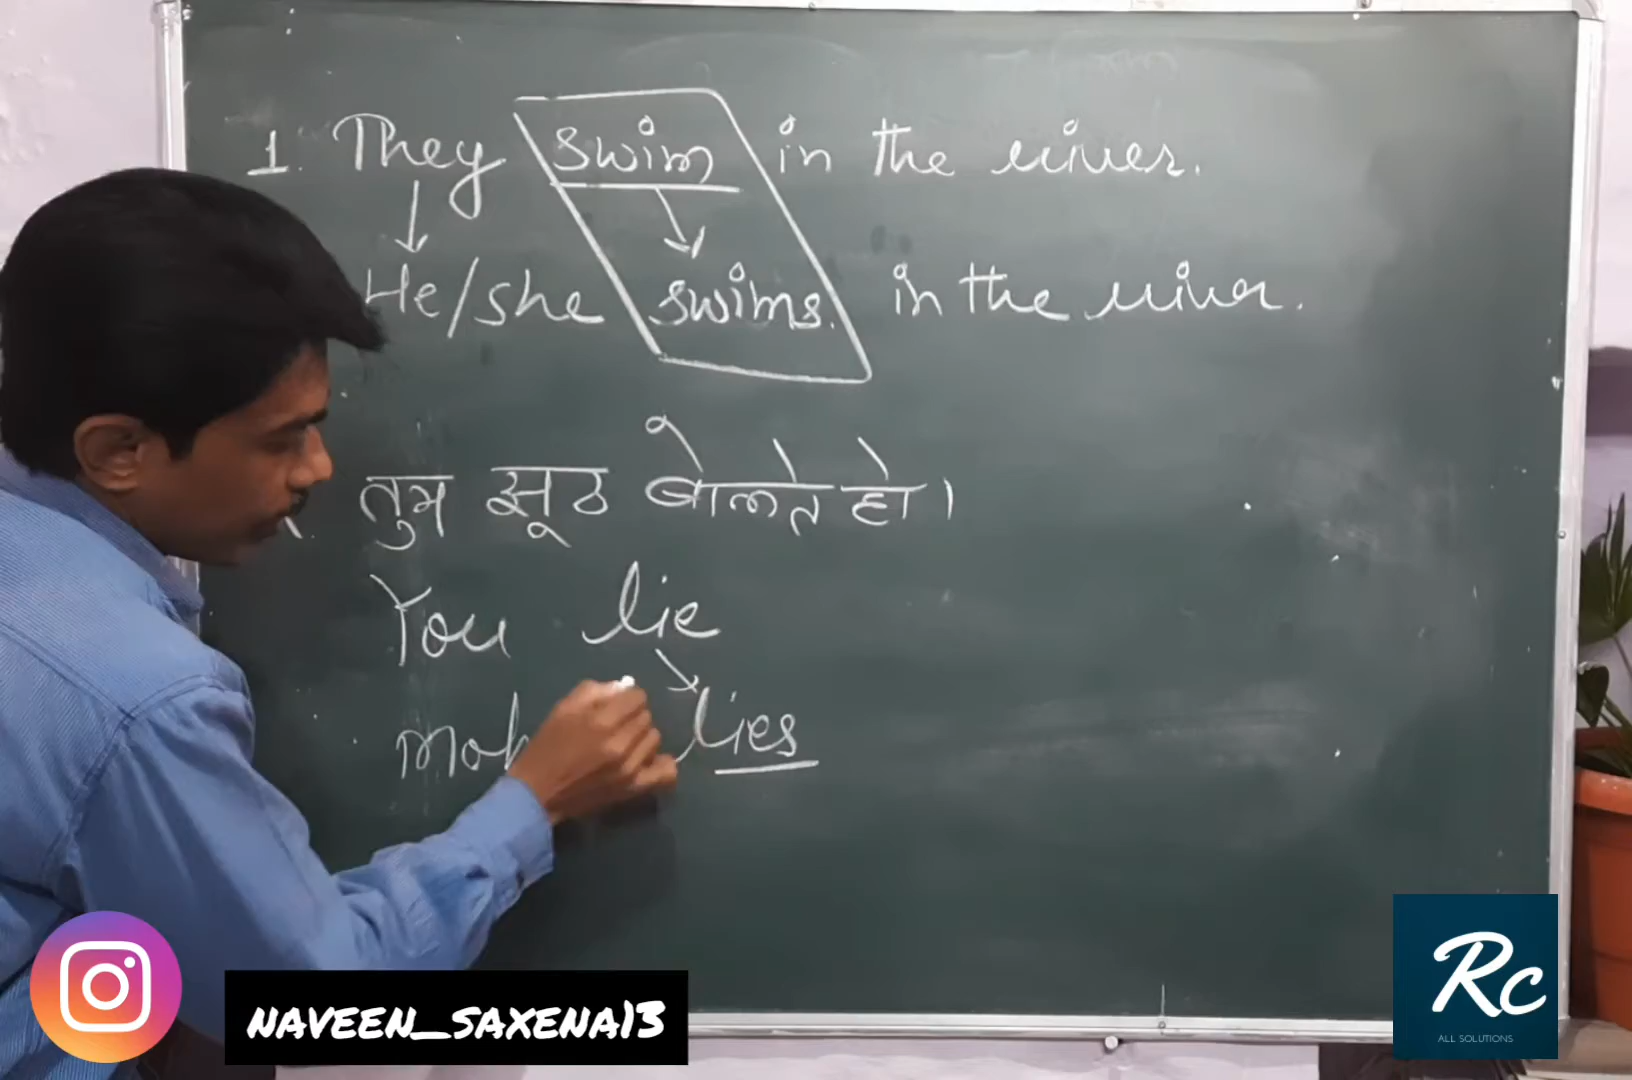 1. They swim in the river.
He/she swims. in the river.
तुम झूठ बोलते हो।
You lie
lies
naveen_saxena13
Rc
ALL SOLUTIONS